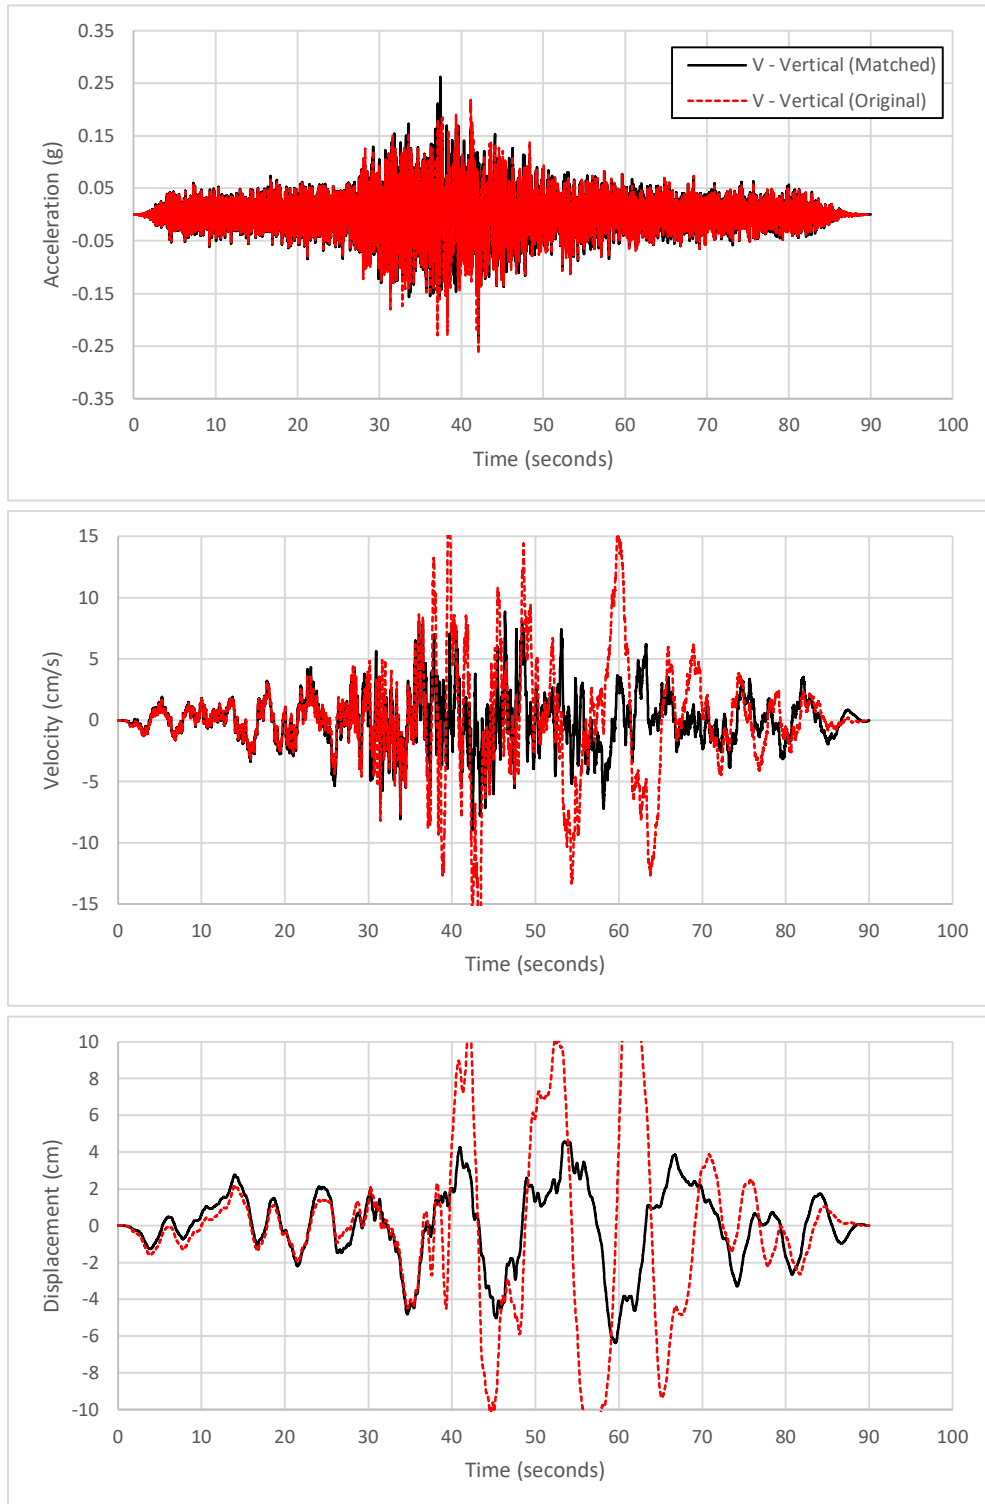 0.35
0.25
0.15
0.05
-0.05
-0.15
-0.25
-0.35
Acceleration (g)
V - Vertical (Matched)
V - Vertical (Original)
0 10 20 30 40 50 60 70 80 90 100
Time (seconds)
15
10
5
0
-5
-10
-15
Velocity (cm/s)
0 10 20 30 40 50 60 70 80 90 100
Time (seconds)
10
8
6
4
2
0
-2
-4
-6
-8
-10
Displacement (cm)
0 10 20 30 40 50 60 70 80 90 100
Time (seconds)